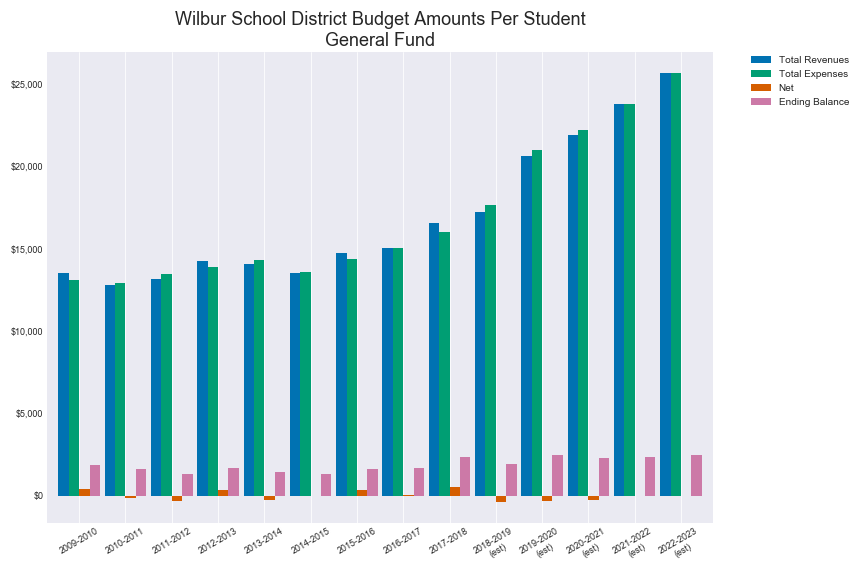 Wilbur School District Budget Amounts Per Student
General Fund
Total Revenues
Total Expenses
Net
Ending Balance
$25,000
$20,000
$15,000
$10,000
$5,000
$0
2009-2010
2010-2011
2011-2012
2012-2013
2013-2014
2014-2015
2015-2016
2016-2017
2017-2018
2018-2019
(est)
2019-2020
(est)
2020-2021
(est)
2021-2022
(est)
2022-2023
(est)